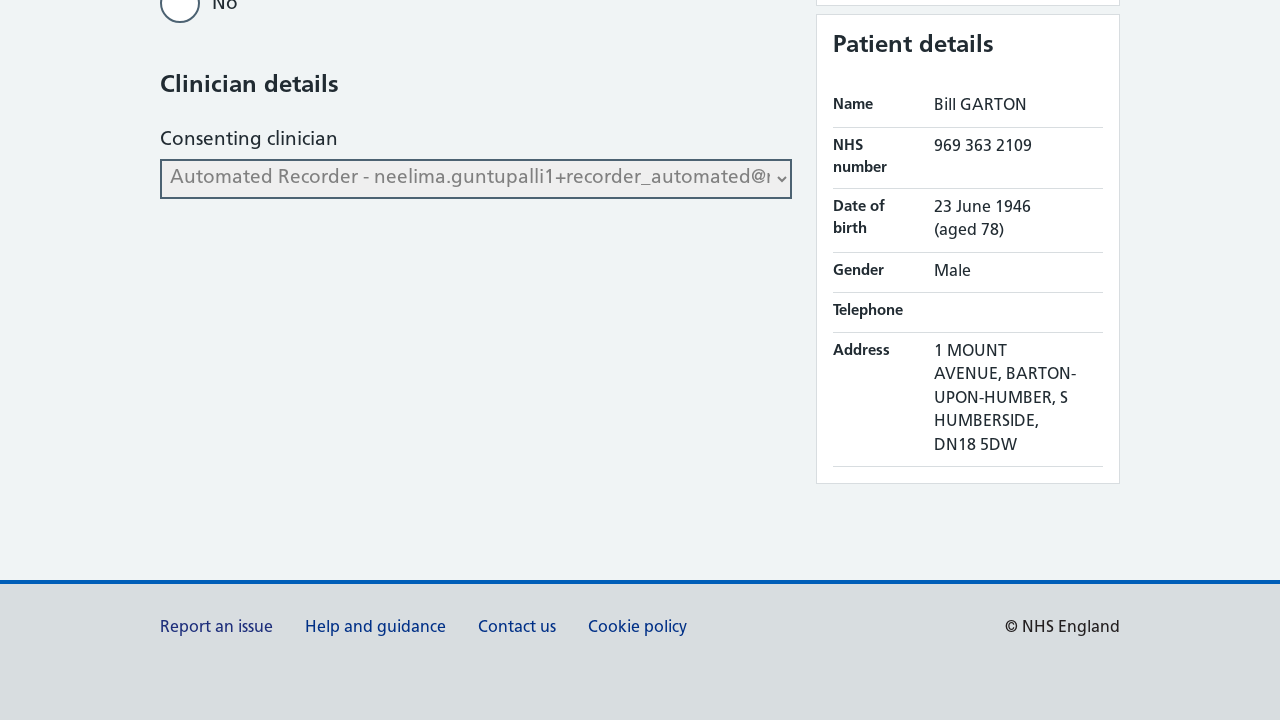 No
Clinician details
Consenting clinician
Automated Recorder - neelima.guntupalli1+recorder_automated@
Patient details
Name Bill GARTON
NHS number 969 363 2109
Date of birth 23 June 1946 (aged 78)
Gender Male
Telephone
Address 1 MOUNT
AVENUE, BARTON-
UPON-HUMBER, S
HUMBERSIDE,
DN18 5DW
Report an issue Help and guidance Contact us Cookie policy © NHS England